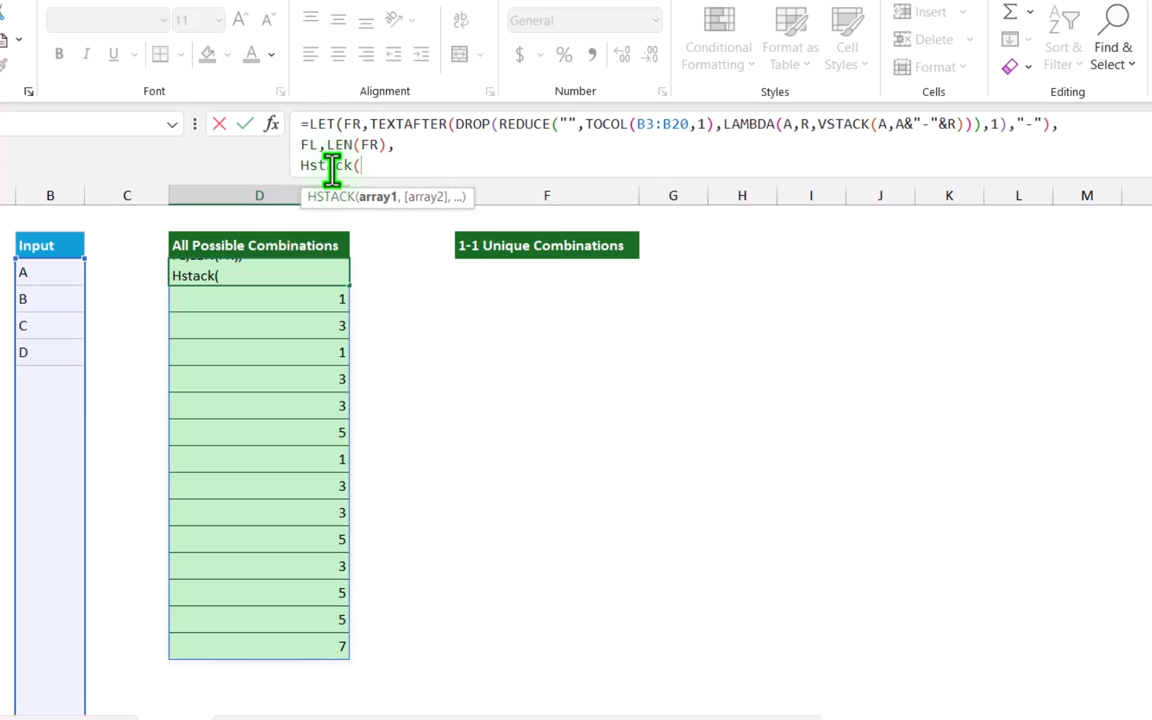 11
General
B I U
$ %
Conditional Formatting
Format as Table
Cell Styles
Insert
Delete
Format
Sort & Filter
Find & Select
Font
Alignment
Number
Styles
Cells
Editing
fx
=LET(FR,TEXTAFTER(DROP(REDUCE("",TOCOL(B3:B20,1),LAMBDA(A,R,VSTACK(A,A&"-"&R))),1),"-"),
FL,LEN(FR),
Hstack(
HSTACK(array1, [array2], ...)
B C D F G H I J K L M
Input
All Possible Combinations
1-1 Unique Combinations
A
Hstack(
B 1
C 3
D 1
3
3
5
1
3
3
5
3
5
5
7